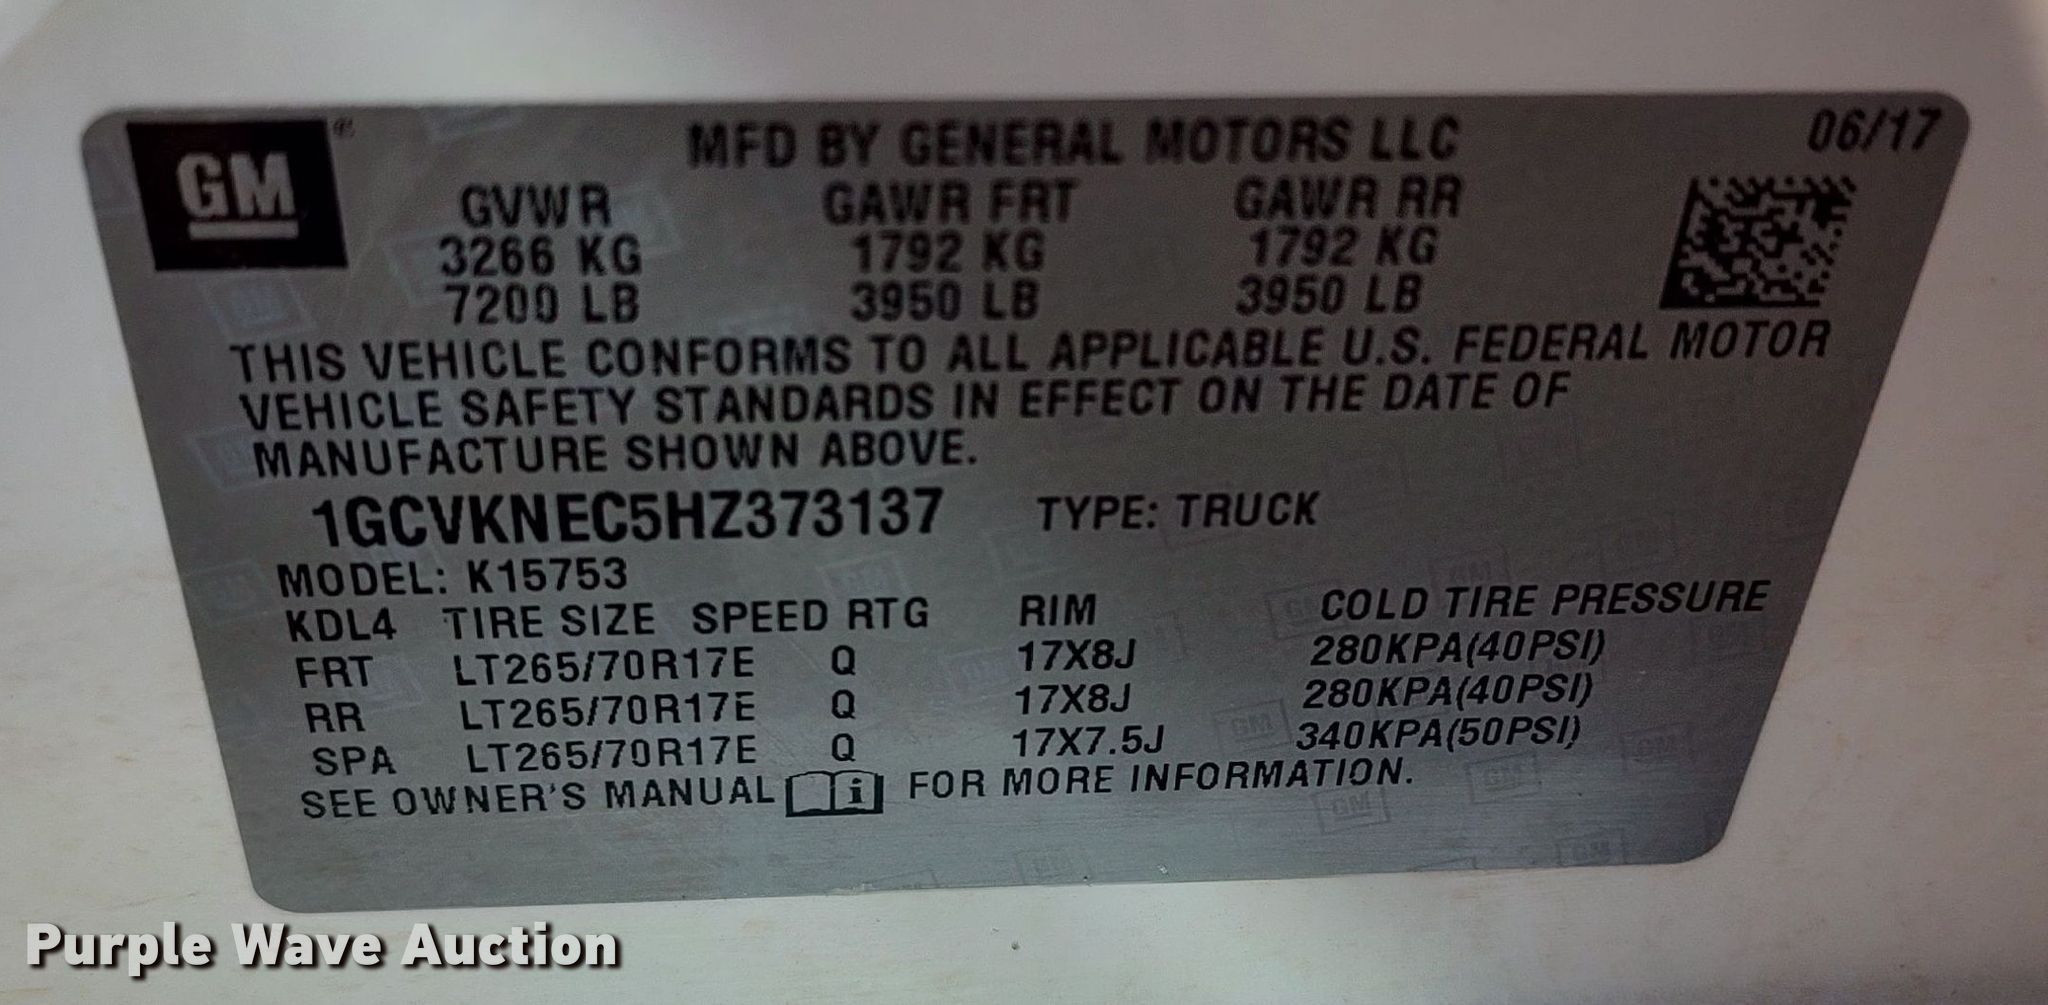 GM ®
MFD BY GENERAL MOTORS LLC 06/17
GVWR GAWR FRT GAWR RR
3266 KG 1792 KG 1792 KG
7200 LB 3950 LB 3950 LB
THIS VEHICLE CONFORMS TO ALL APPLICABLE U.S. FEDERAL MOTOR
VEHICLE SAFETY STANDARDS IN EFFECT ON THE DATE OF
MANUFACTURE SHOWN ABOVE.
1GCVKNEC5HZ373137 TYPE: TRUCK
MODEL: K15753
KDL4 TIRE SIZE SPEED RTG RIM COLD TIRE PRESSURE
FRT LT265/70R17E Q 17X8J 280KPA(40PSI)
RR LT265/70R17E Q 17X8J 280KPA(40PSI)
SPA LT265/70R17E Q 17X7.5J 340KPA(50PSI)
SEE OWNER'S MANUAL i FOR MORE INFORMATION.
Purple Wave Auction